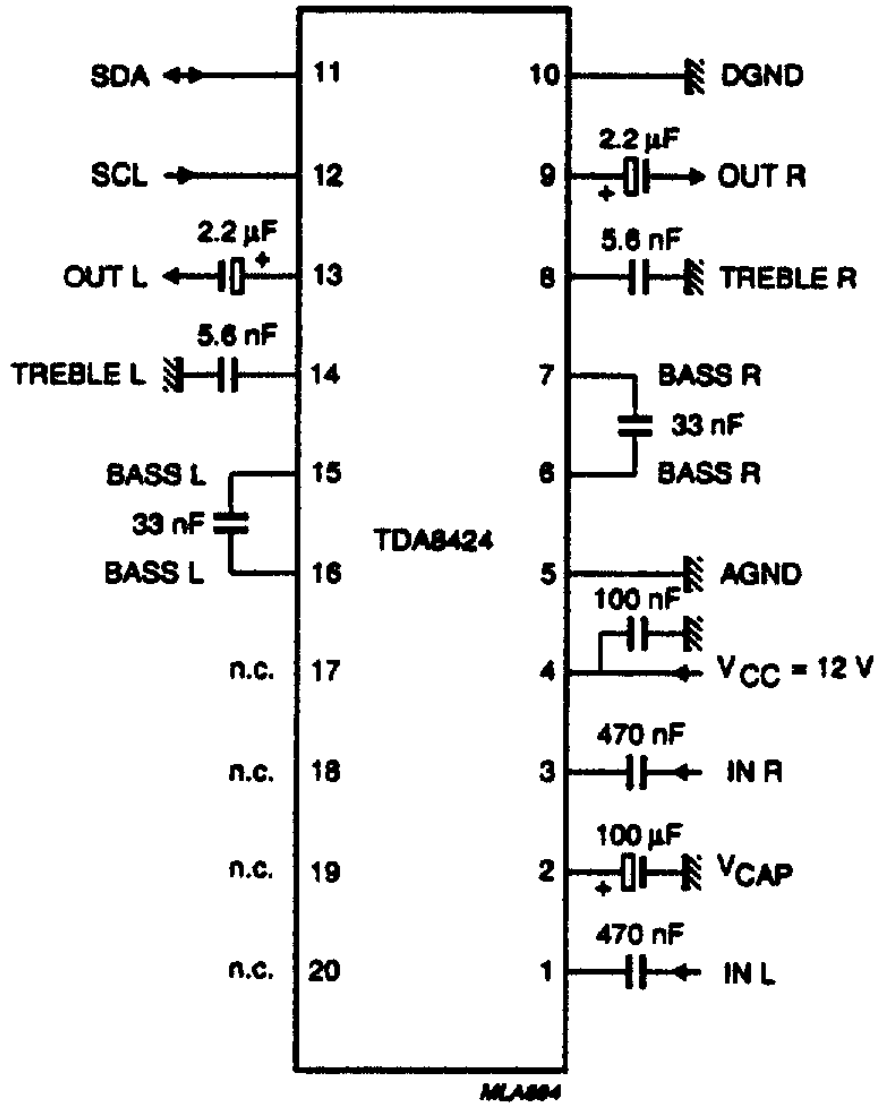 SDA 11 10 DGND
2.2 µF
SCL 12 9 + OUT R
2.2 µF 5.6 nF
OUT L + 13 8 TREBLE R
5.6 nF
TREBLE L 14 7 BASS R
33 nF
BASS L 15 6 BASS R
33 nF
TDA8424
BASS L 16 5 AGND
100 nF
n.c. 17 4 VCC = 12 V
470 nF
n.c. 18 3 IN R
100 µF
n.c. 19 2 + VCAP
470 nF
n.c. 20 1 IN L